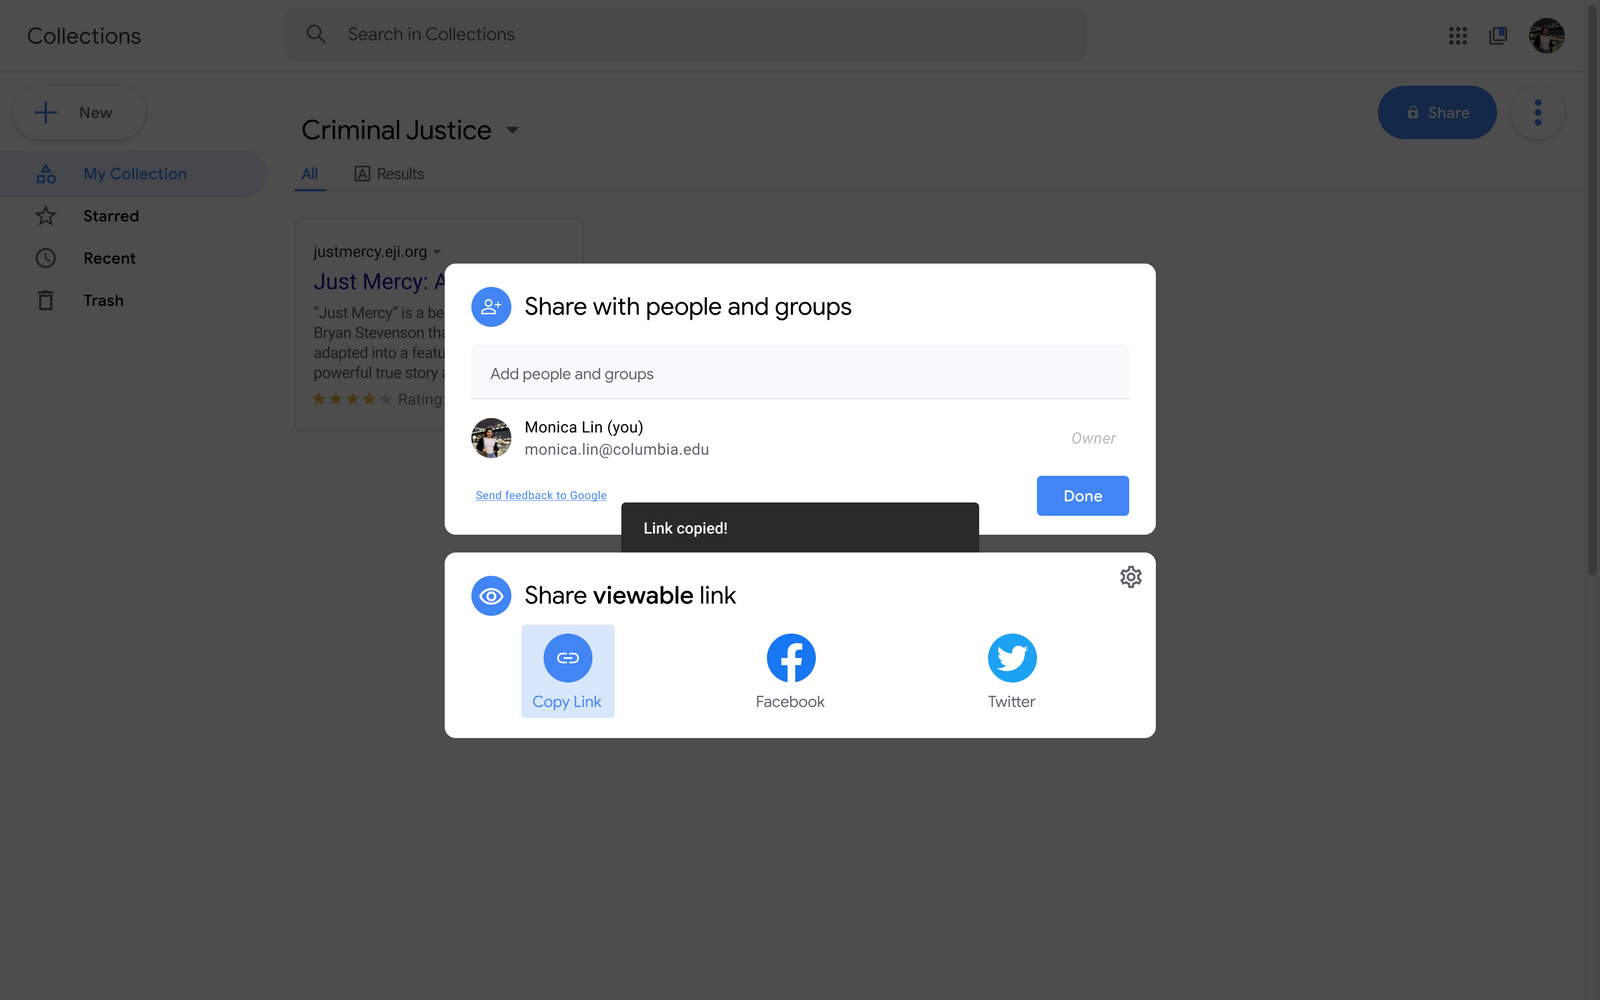 Collections
Search in Collections
New
Share
Criminal Justice
My Collection
All
Results
Starred
Recent
Trash
justmercy.eji.org
Just Mercy: A
“Just Mercy” is a be
Bryan Stevenson tha
adapted into a featu
powerful true story a
Rating:
Share with people and groups
Add people and groups
Monica Lin (you)
monica.lin@columbia.edu
Owner
Send feedback to Google
Done
Link copied!
Share viewable link
Copy Link
Facebook
Twitter